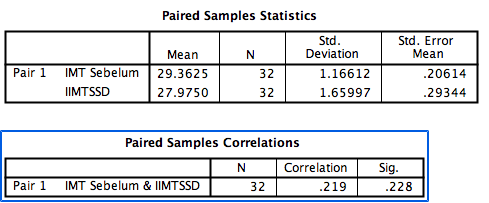 Paired Samples Statistics
Mean N Std. Deviation Std. Error Mean
Pair 1 IMT Sebelum 29.3625 32 1.16612 .20614
IIMTSSD 27.9750 32 1.65997 .29344
Paired Samples Correlations
N Correlation Sig.
Pair 1 IMT Sebelum & IIMTSSD 32 .219 .228